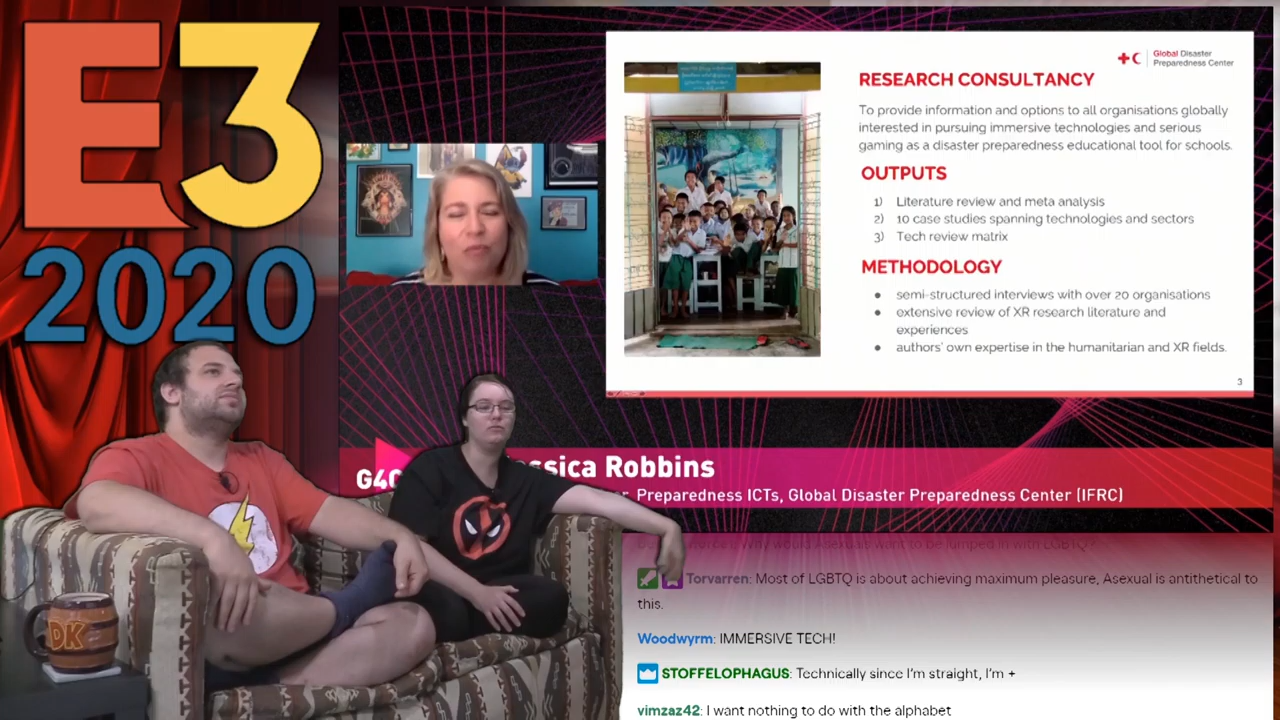 E3
2020
Global Disaster
Preparedness Center
RESEARCH CONSULTANCY
To provide information and options to all organisations globally
interested in pursuing immersive technologies and serious
gaming as a disaster preparedness educational tool for schools.
OUTPUTS
1) Literature review and meta analysis
2) 10 case studies spanning technologies and sectors
3) Tech review matrix
METHODOLOGY
● semi-structured interviews with over 20 organisations
● extensive review of XR research literature and
experiences
● authors' own expertise in the humanitarian and XR fields.
3
Robbins
Preparedness ICTs, Global Disaster Preparedness Center (IFRC)
DK
Torvarren: Most of LGBTQ is about achieving maximum pleasure, Asexual is antithetical to
this.
Woodwyrm: IMMERSIVE TECH!
STOFFELOPHAGUS: Technically since I'm straight, I'm +
vimzaz42: I want nothing to do with the alphabet